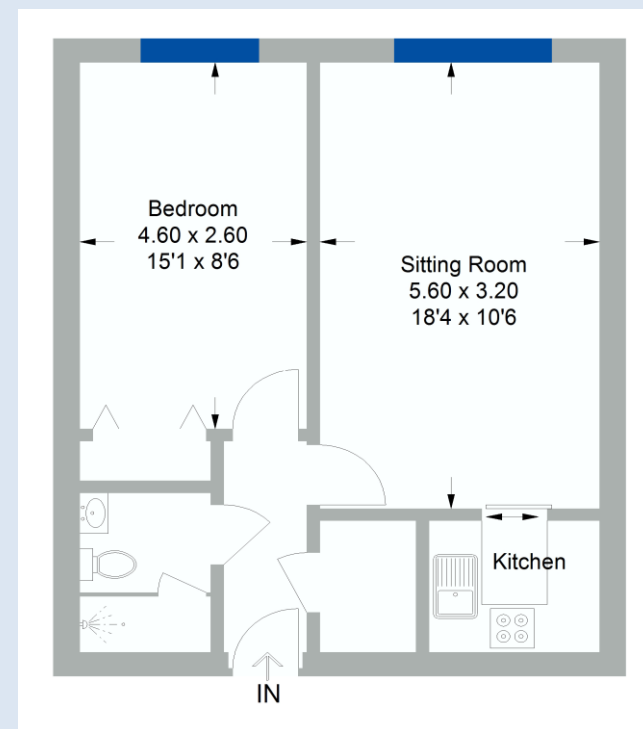 Bedroom
4.60 x 2.60
15'1 x 8'6
Sitting Room
5.60 x 3.20
18'4 x 10'6
Kitchen
IN